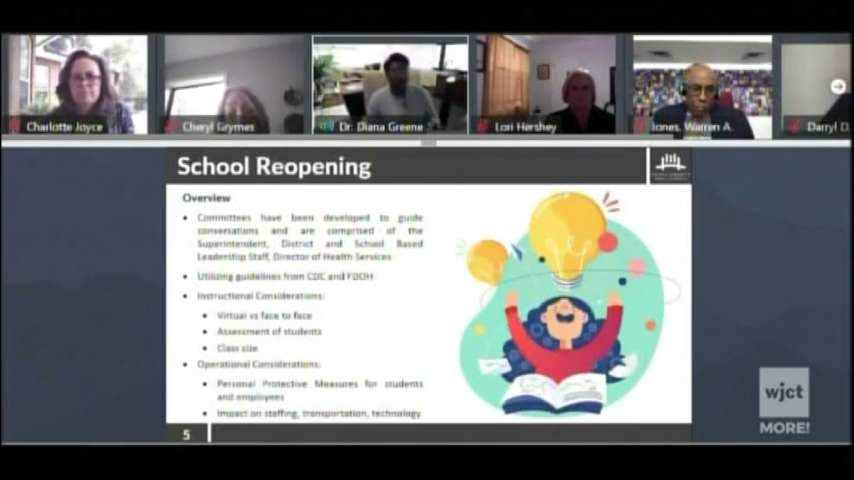 Charlotte Joyce
Cheryl Grymes
Dr. Diana Greene
Lori Hershey
Jones, Warren A.
Darryl D.
School Reopening
Overview
• Committees have been developed to guide
conversations and are comprised of the
Superintendent, District and School Based
Leadership Staff, Director of Health Services
• Utilizing guidelines from CDC and FDOH
• Instructional Considerations:
• Virtual vs face to face
• Assessment of students
• Class size
• Operational Considerations:
• Personal Protective Measures for students
and employees
• Impact on staffing, transportation, technology
5
wjct
MORE!